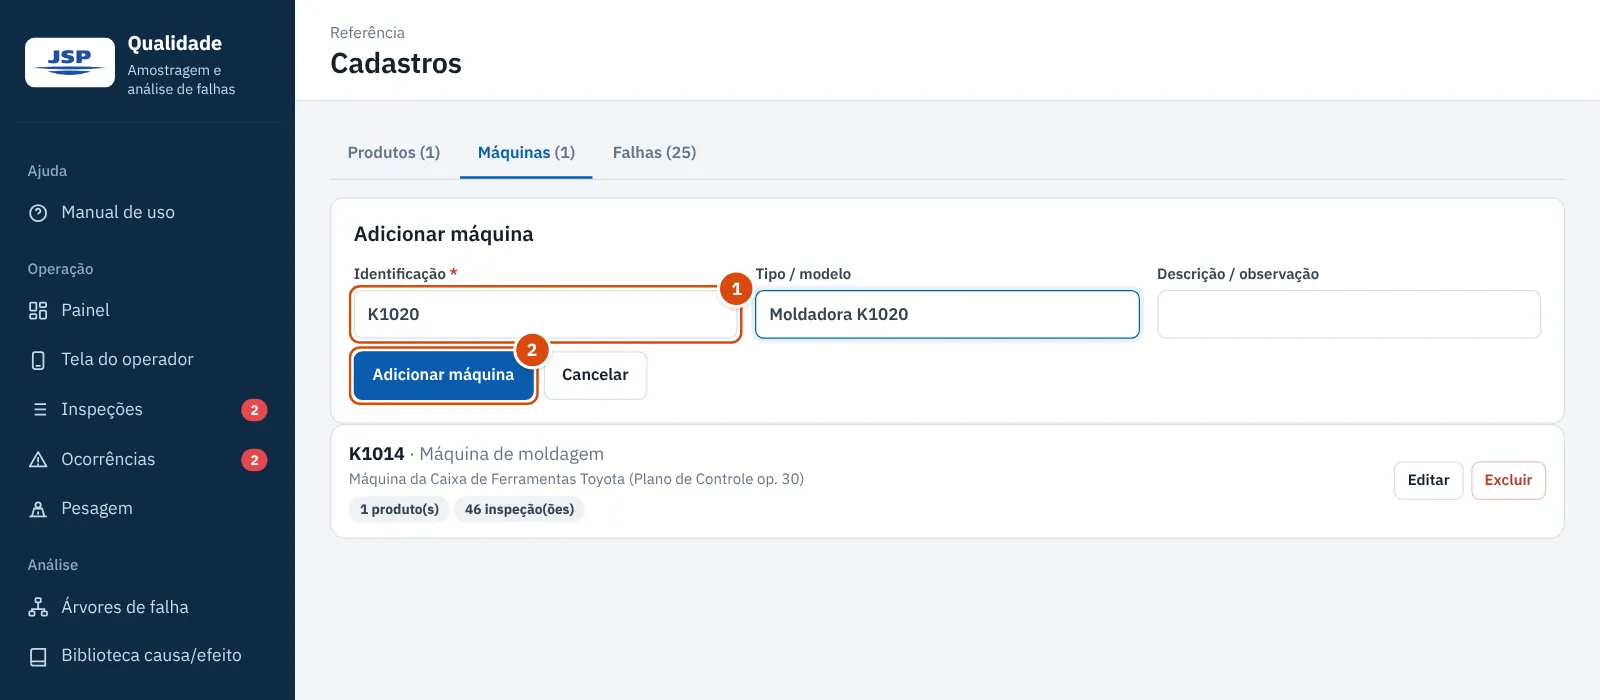 JSP
Qualidade
Amostragem e
análise de falhas
Ajuda
Manual de uso
Operação
Painel
Tela do operador
Inspeções 2
Ocorrências 2
Pesagem
Análise
Árvores de falha
Biblioteca causa/efeito
Referência
Cadastros
Produtos (1) Máquinas (1) Falhas (25)
Adicionar máquina
Identificação * Tipo / modelo Descrição / observação
K1020 1 Moldadora K1020
Adicionar máquina 2 Cancelar
K1014 · Máquina de moldagem
Máquina da Caixa de Ferramentas Toyota (Plano de Controle op. 30)
1 produto(s) 46 inspeção(ões)
Editar Excluir